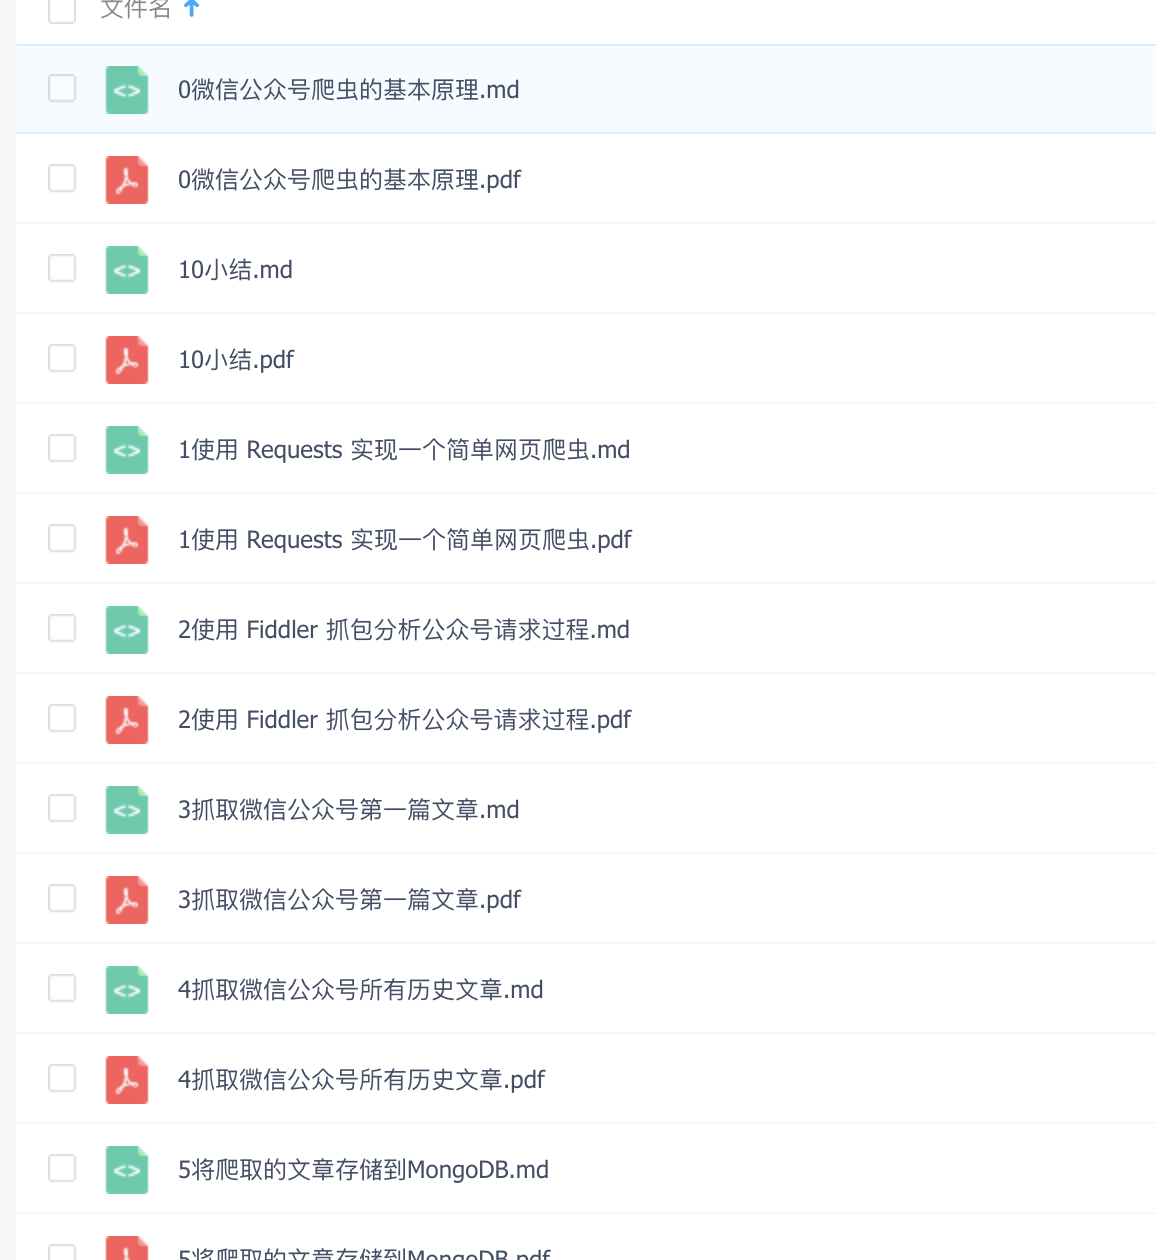 文件名
0微信公众号爬虫的基本原理.md
0微信公众号爬虫的基本原理.pdf
10小结.md
10小结.pdf
1使用 Requests 实现一个简单网页爬虫.md
1使用 Requests 实现一个简单网页爬虫.pdf
2使用 Fiddler 抓包分析公众号请求过程.md
2使用 Fiddler 抓包分析公众号请求过程.pdf
3抓取微信公众号第一篇文章.md
3抓取微信公众号第一篇文章.pdf
4抓取微信公众号所有历史文章.md
4抓取微信公众号所有历史文章.pdf
5将爬取的文章存储到MongoDB.md
5将爬取的文章存储到MongoDB.pdf